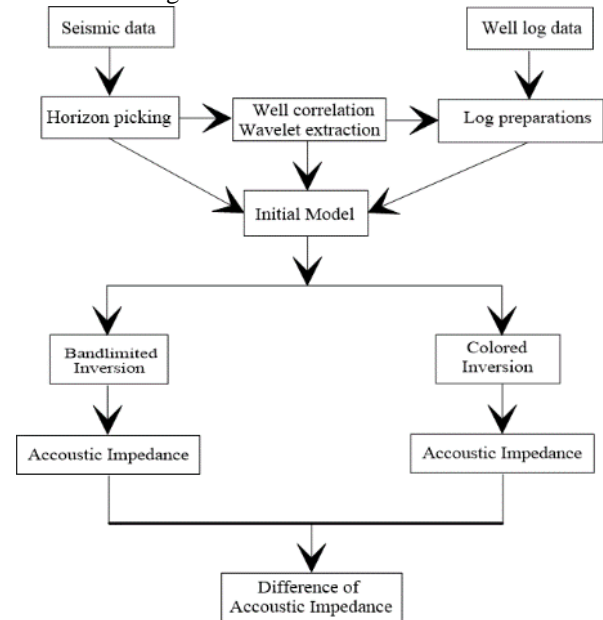 Seismic data
Well log data
Horizon picking
Well correlation
Wavelet extraction
Log preparations
Initial Model
Bandlimited
Inversion
Colored
Inversion
Accoustic Impedance
Accoustic Impedance
Difference of
Accoustic Impedance